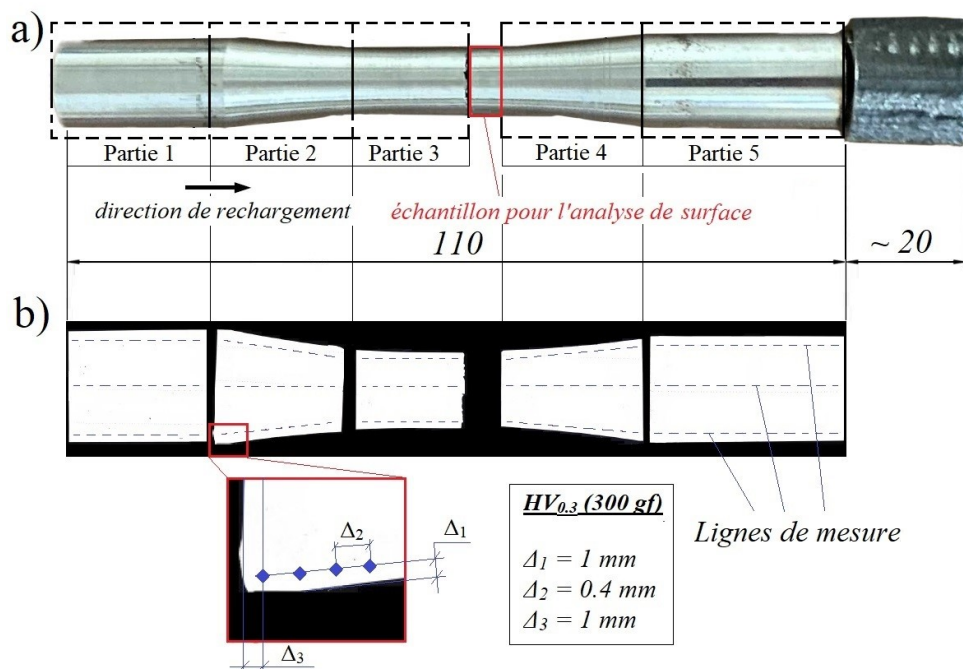 a)
Partie 1 Partie 2 Partie 3 Partie 4 Partie 5
direction de rechargement
échantillon pour l'analyse de surface
110
~ 20
b)
Δ2
Δ1
Δ3
HV0.3 (300 gf)
Δ1 = 1 mm
Δ2 = 0.4 mm
Δ3 = 1 mm
Lignes de mesure